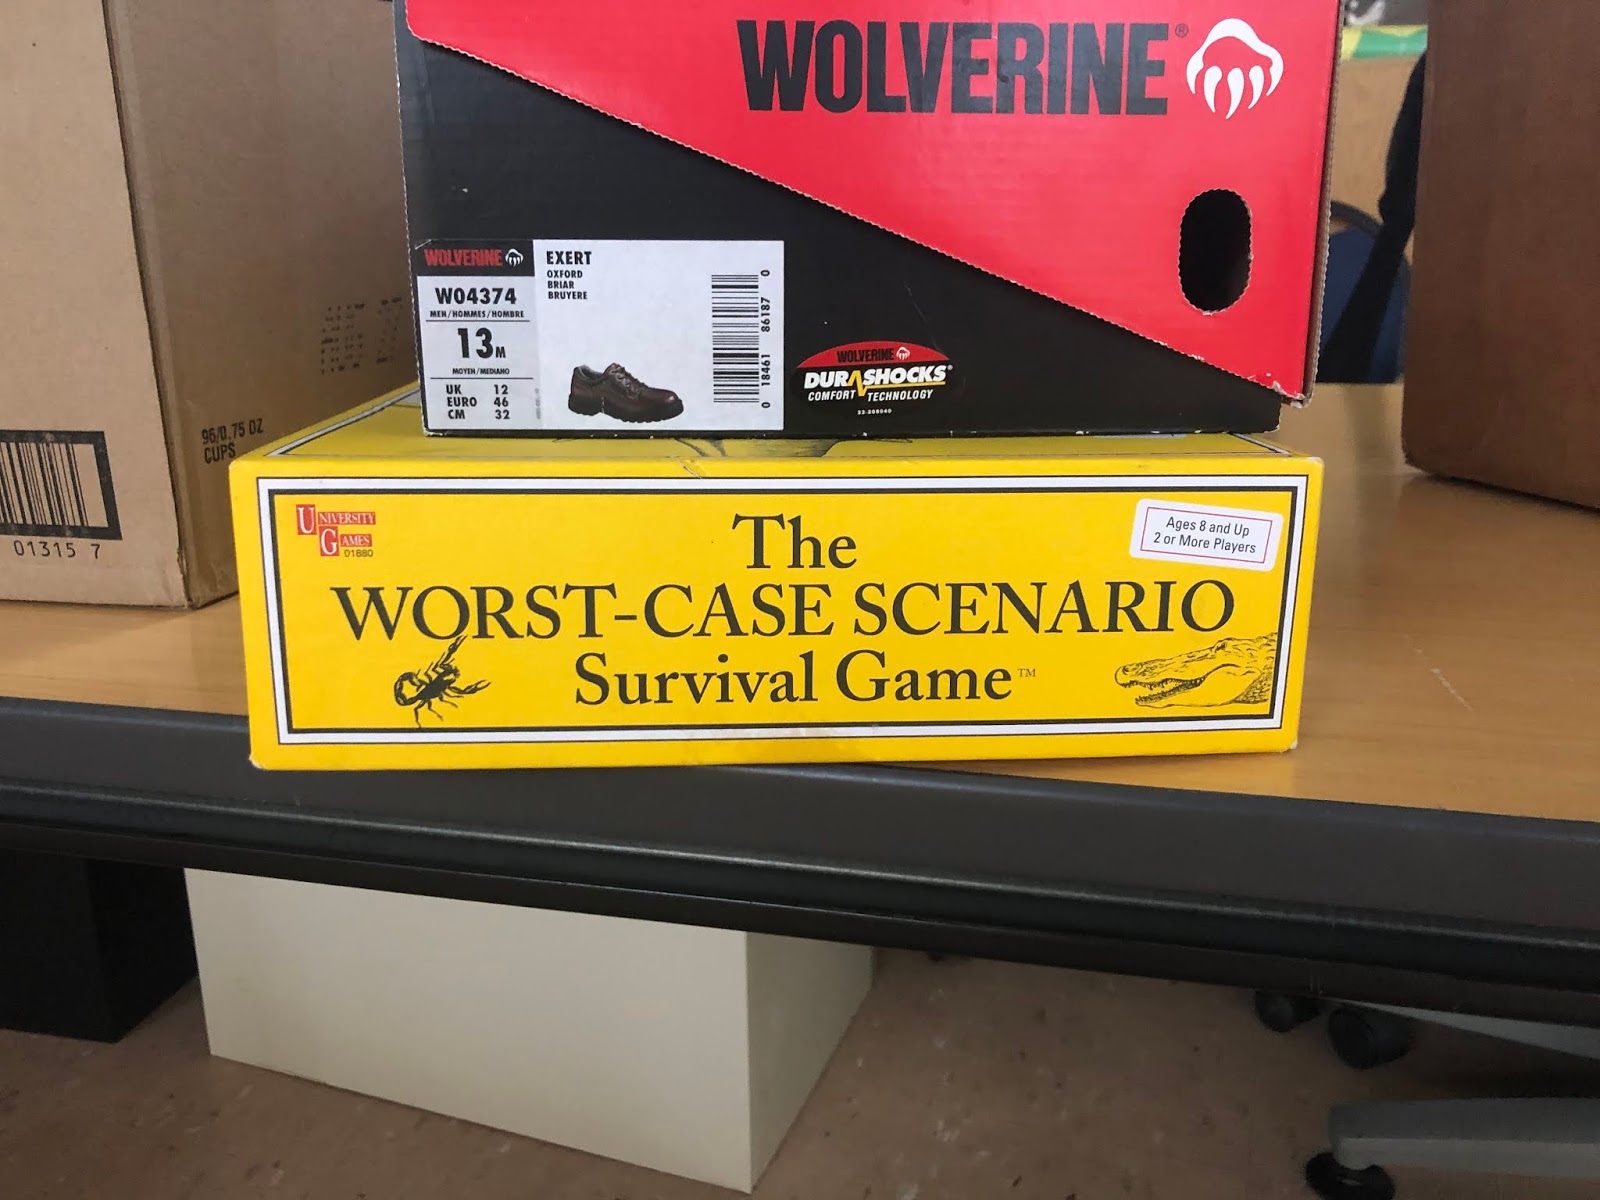 WOLVERINE®
WOLVERINE
W04374
MEN/HOMMES/HOMBRE
13M
MOYEN/MEDIANO
UK 12
EURO 46
CM 32
EXERT
OXFORD
BRIAR
BRUYERE
0 18461 86187 0
WOLVERINE
DURASHOCKS®
COMFORT TECHNOLOGY
96/0.75 OZ
CUPS
01315 7
UNIVERSITY
GAMES
01880
The
WORST-CASE SCENARIO
Survival Game™
Ages 8 and Up
2 or More Players